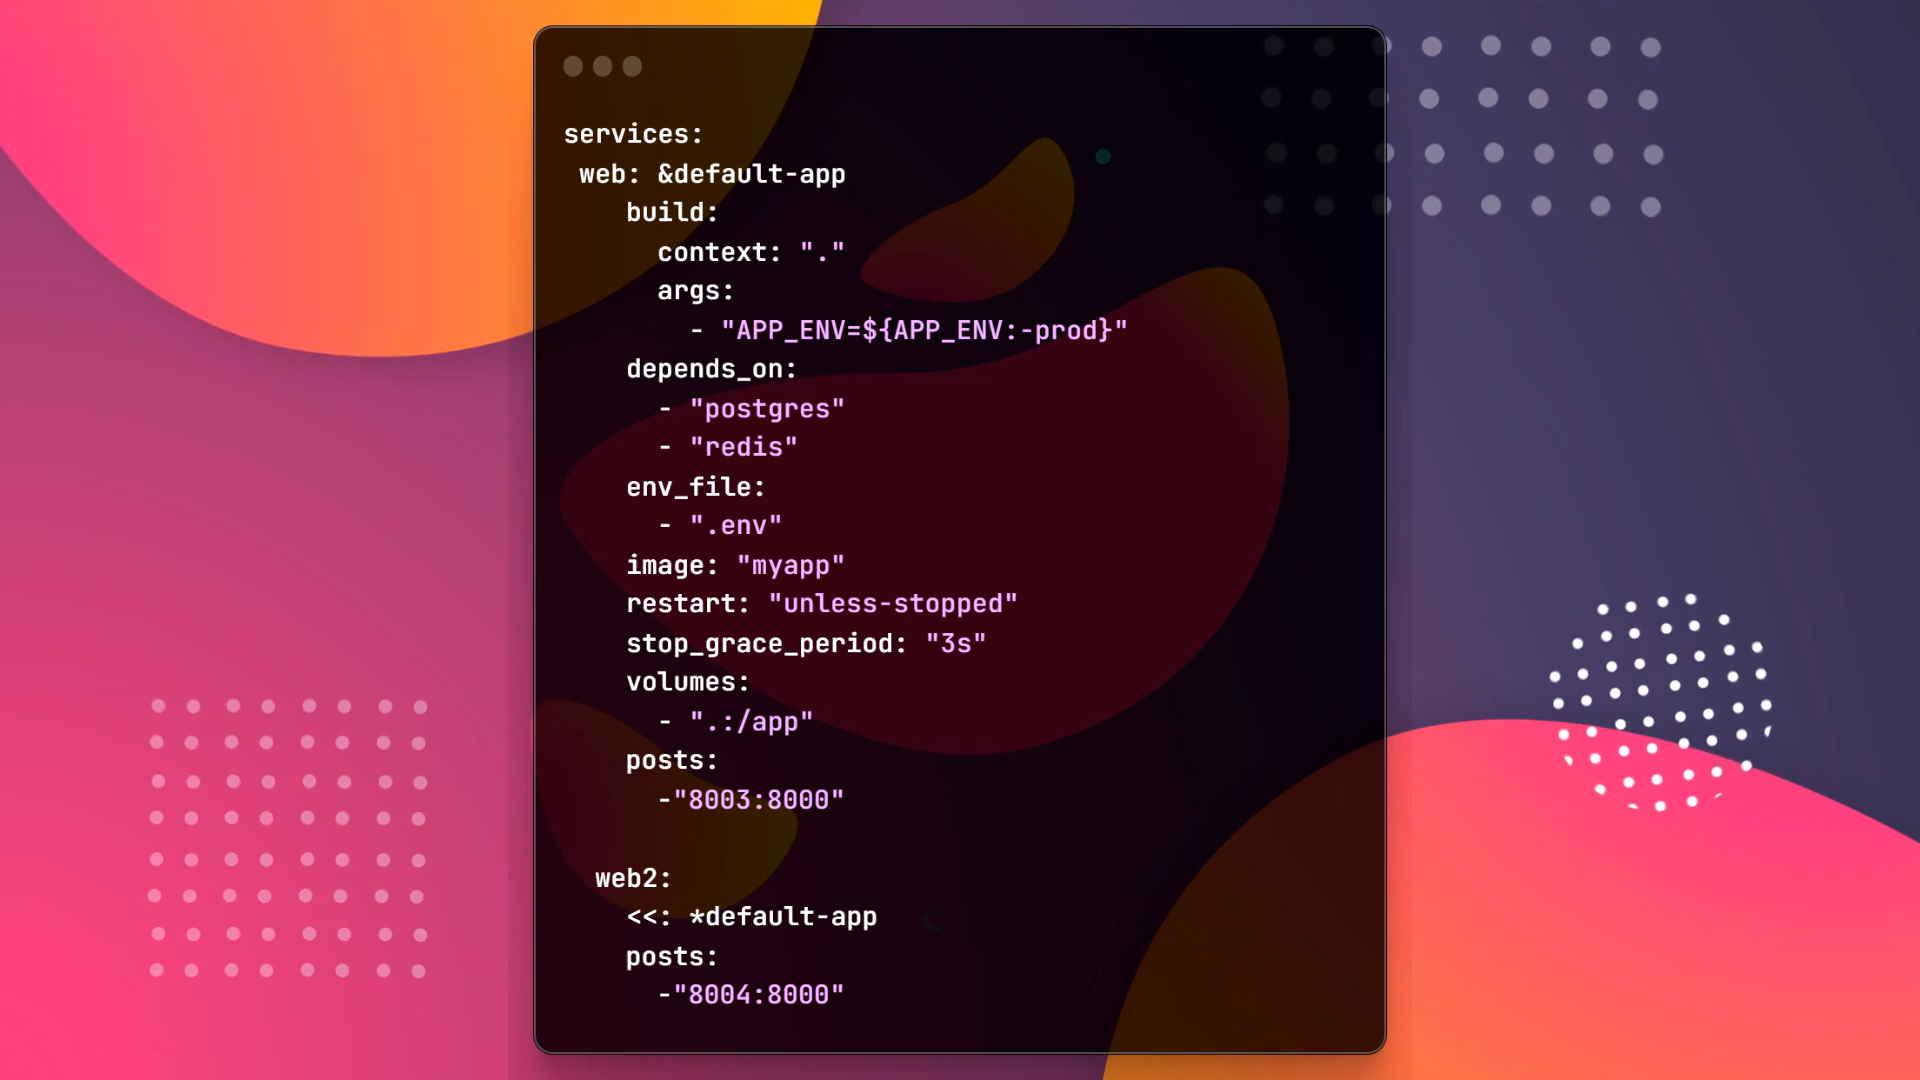 services:
 web: &default-app
    build:
      context: "."
      args:
        - "APP_ENV=${APP_ENV:-prod}"
    depends_on:
      - "postgres"
      - "redis"
    env_file:
      - ".env"
    image: "myapp"
    restart: "unless-stopped"
    stop_grace_period: "3s"
    volumes:
      - ".:/app"
    posts:
      -"8003:8000"

  web2:
    <<: *default-app
    posts:
      -"8004:8000"